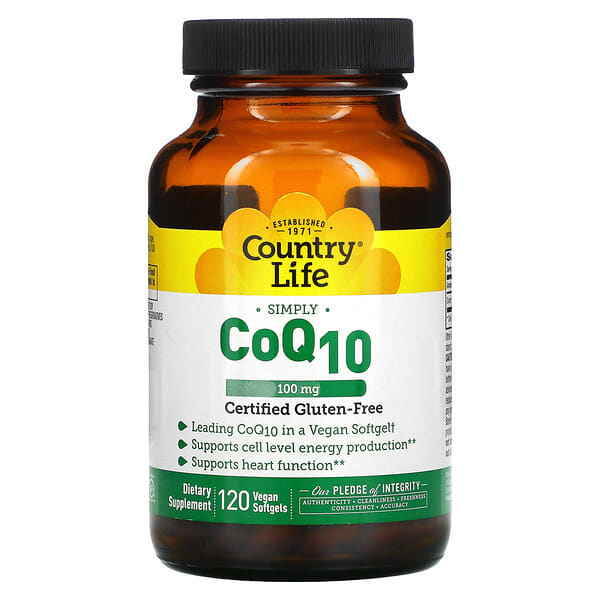 ESTABLISHED
1971
Country®
Life
• SIMPLY •
CoQ10
100 mg
Certified Gluten-Free
Leading CoQ10 in a Vegan Softgel†
Supports cell level energy production**
Supports heart function**
Dietary
Supplement
120 Vegan
Softgels
Our PLEDGE of INTEGRITY
AUTHENTICITY • CLEANLINESS • FRESHNESS
CONSISTENCY • ACCURACY